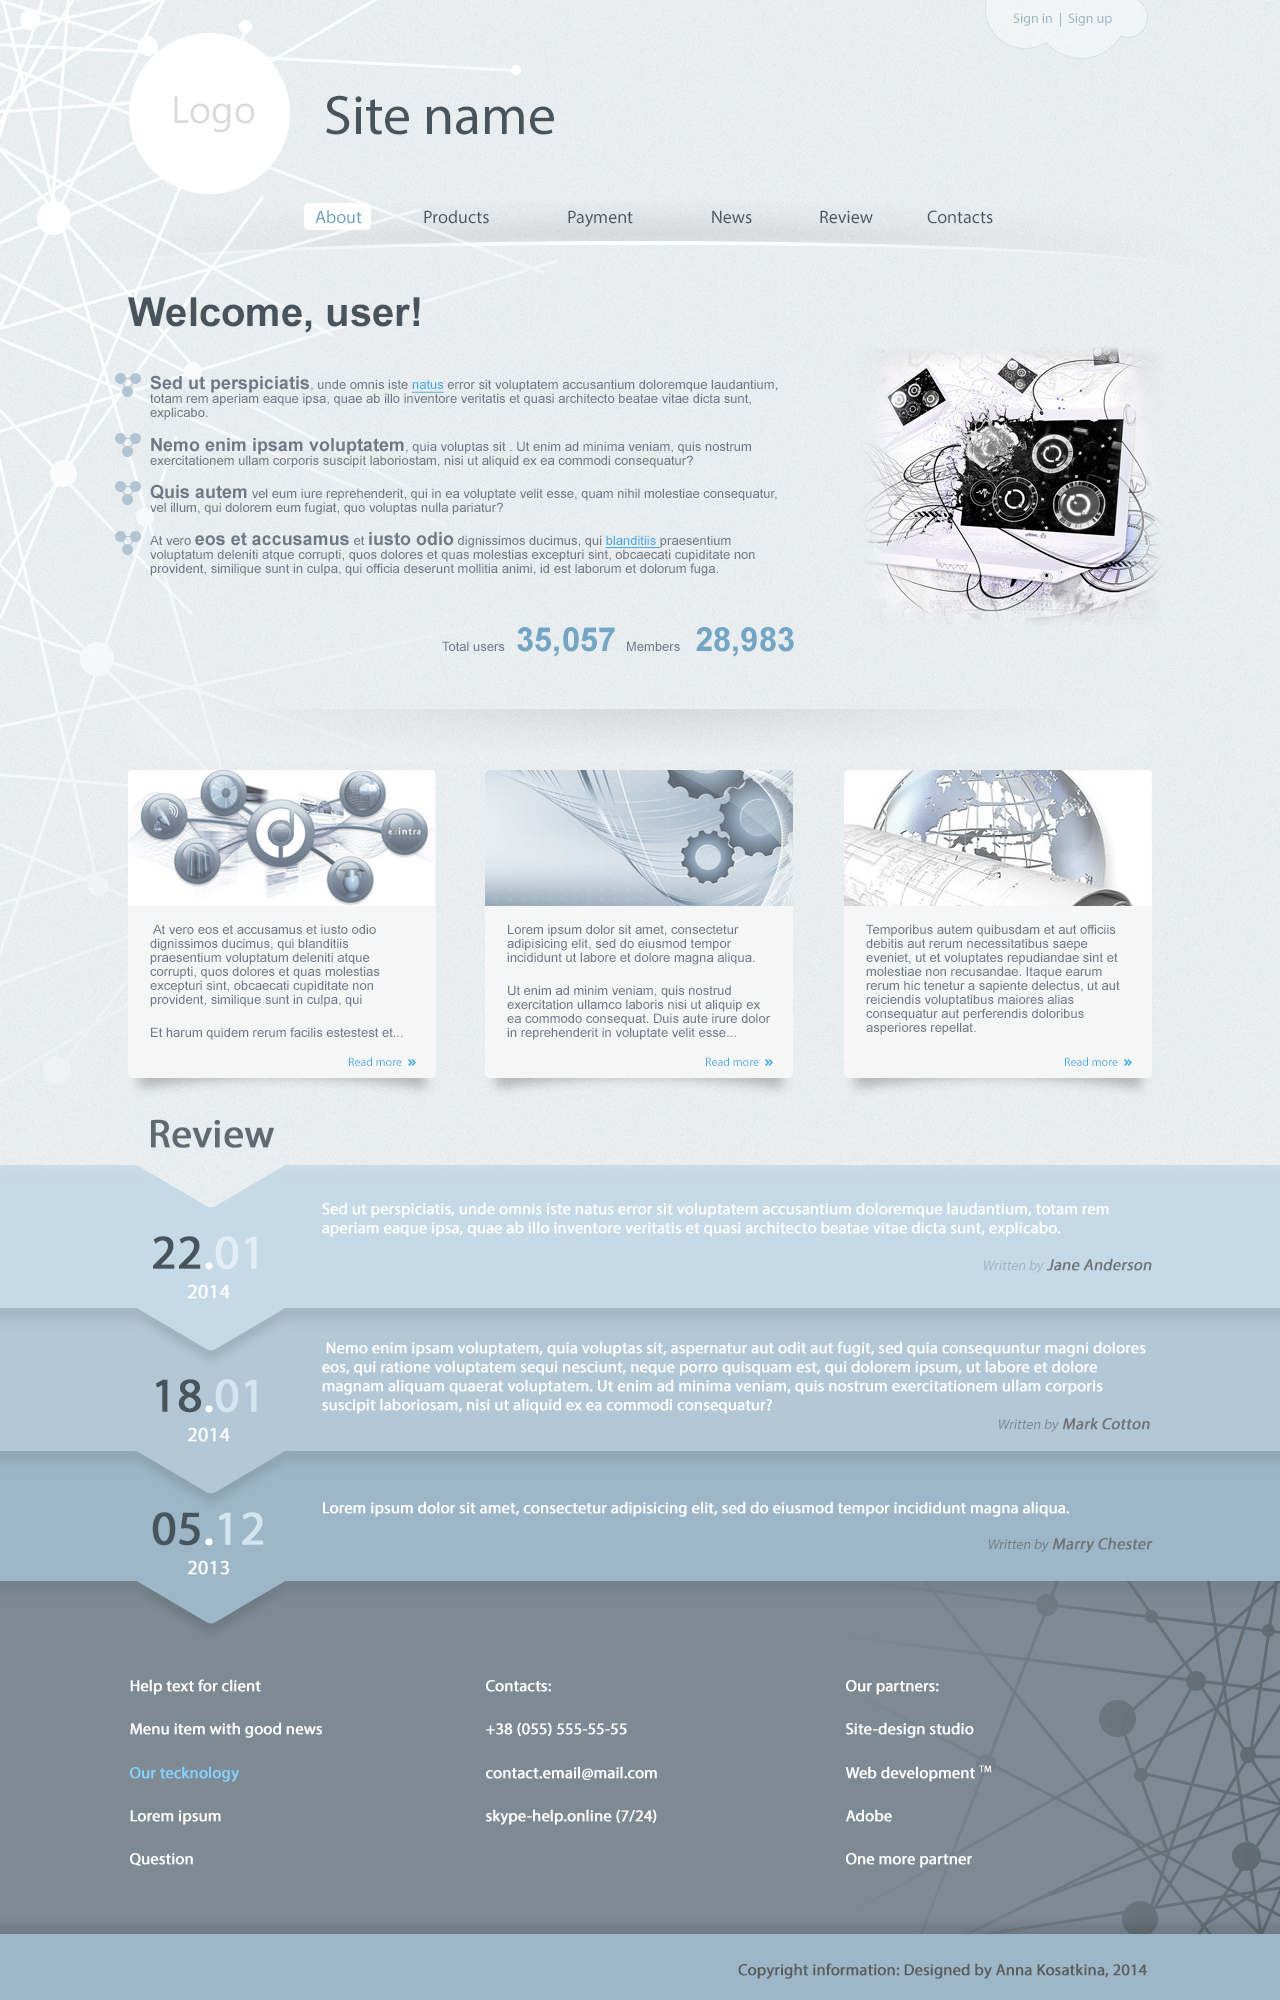 Sign in | Sign up
Logo
Site name
About Products Payment News Review Contacts
Welcome, user!
Sed ut perspiciatis, unde omnis iste natus error sit voluptatem accusantium doloremque laudantium,
totam rem aperiam eaque ipsa, quae ab illo inventore veritatis et quasi architecto beatae vitae dicta sunt,
explicabo.
Nemo enim ipsam voluptatem, quia voluptas sit . Ut enim ad minima veniam, quis nostrum
exercitationem ullam corporis suscipit laboriostam, nisi ut aliquid ex ea commodi consequatur?
Quis autem vel eum iure reprehenderit, qui in ea voluptate velit esse, quam nihil molestiae consequatur,
vel illum, qui dolorem eum fugiat, quo voluptas nulla pariatur?
At vero eos et accusamus et iusto odio dignissimos ducimus, qui blanditiis praesentium
voluptatum deleniti atque corrupti, quos dolores et quas molestias excepturi sint, obcaecati cupiditate non
provident, similique sunt in culpa, qui officia deserunt mollitia animi, id est laborum et dolorum fuga.
Total users 35,057 Members 28,983
exintra
At vero eos et accusamus et iusto odio
dignissimos ducimus, qui blanditiis
praesentium voluptatum deleniti atque
corrupti, quos dolores et quas molestias
excepturi sint, obcaecati cupiditate non
provident, similique sunt in culpa, qui
Et harum quidem rerum facilis estestest et...
Read more »
Lorem ipsum dolor sit amet, consectetur
adipisicing elit, sed do eiusmod tempor
incididunt ut labore et dolore magna aliqua.
Ut enim ad minim veniam, quis nostrud
exercitation ullamco laboris nisi ut aliquip ex
ea commodo consequat. Duis aute irure dolor
in reprehenderit in voluptate velit esse...
Read more »
Temporibus autem quibusdam et aut officiis
debitis aut rerum necessitatibus saepe
eveniet, ut et voluptates repudiandae sint et
molestiae non recusandae. Itaque earum
rerum hic tenetur a sapiente delectus, ut aut
reiciendis voluptatibus maiores alias
consequatur aut perferendis doloribus
asperiores repellat.
Read more »
Review
22.01
2014
Sed ut perspiciatis, unde omnis iste natus error sit voluptatem accusantium doloremque laudantium, totam rem
aperiam eaque ipsa, quae ab illo inventore veritatis et quasi architecto beatae vitae dicta sunt, explicabo.
Written by Jane Anderson
18.01
2014
Nemo enim ipsam voluptatem, quia voluptas sit, aspernatur aut odit aut fugit, sed quia consequuntur magni dolores
eos, qui ratione voluptatem sequi nesciunt, neque porro quisquam est, qui dolorem ipsum, ut labore et dolore
magnam aliquam quaerat voluptatem. Ut enim ad minima veniam, quis nostrum exercitationem ullam corporis
suscipit laboriosam, nisi ut aliquid ex ea commodi consequatur?
Written by Mark Cotton
05.12
2013
Lorem ipsum dolor sit amet, consectetur adipisicing elit, sed do eiusmod tempor incididunt magna aliqua.
Written by Marry Chester
Help text for client
Menu item with good news
Our tecknology
Lorem ipsum
Question
Contacts:
+38 (055) 555-55-55
contact.email@mail.com
skype-help.online (7/24)
Our partners:
Site-design studio
Web development ™
Adobe
One more partner
Copyright information: Designed by Anna Kosatkina, 2014